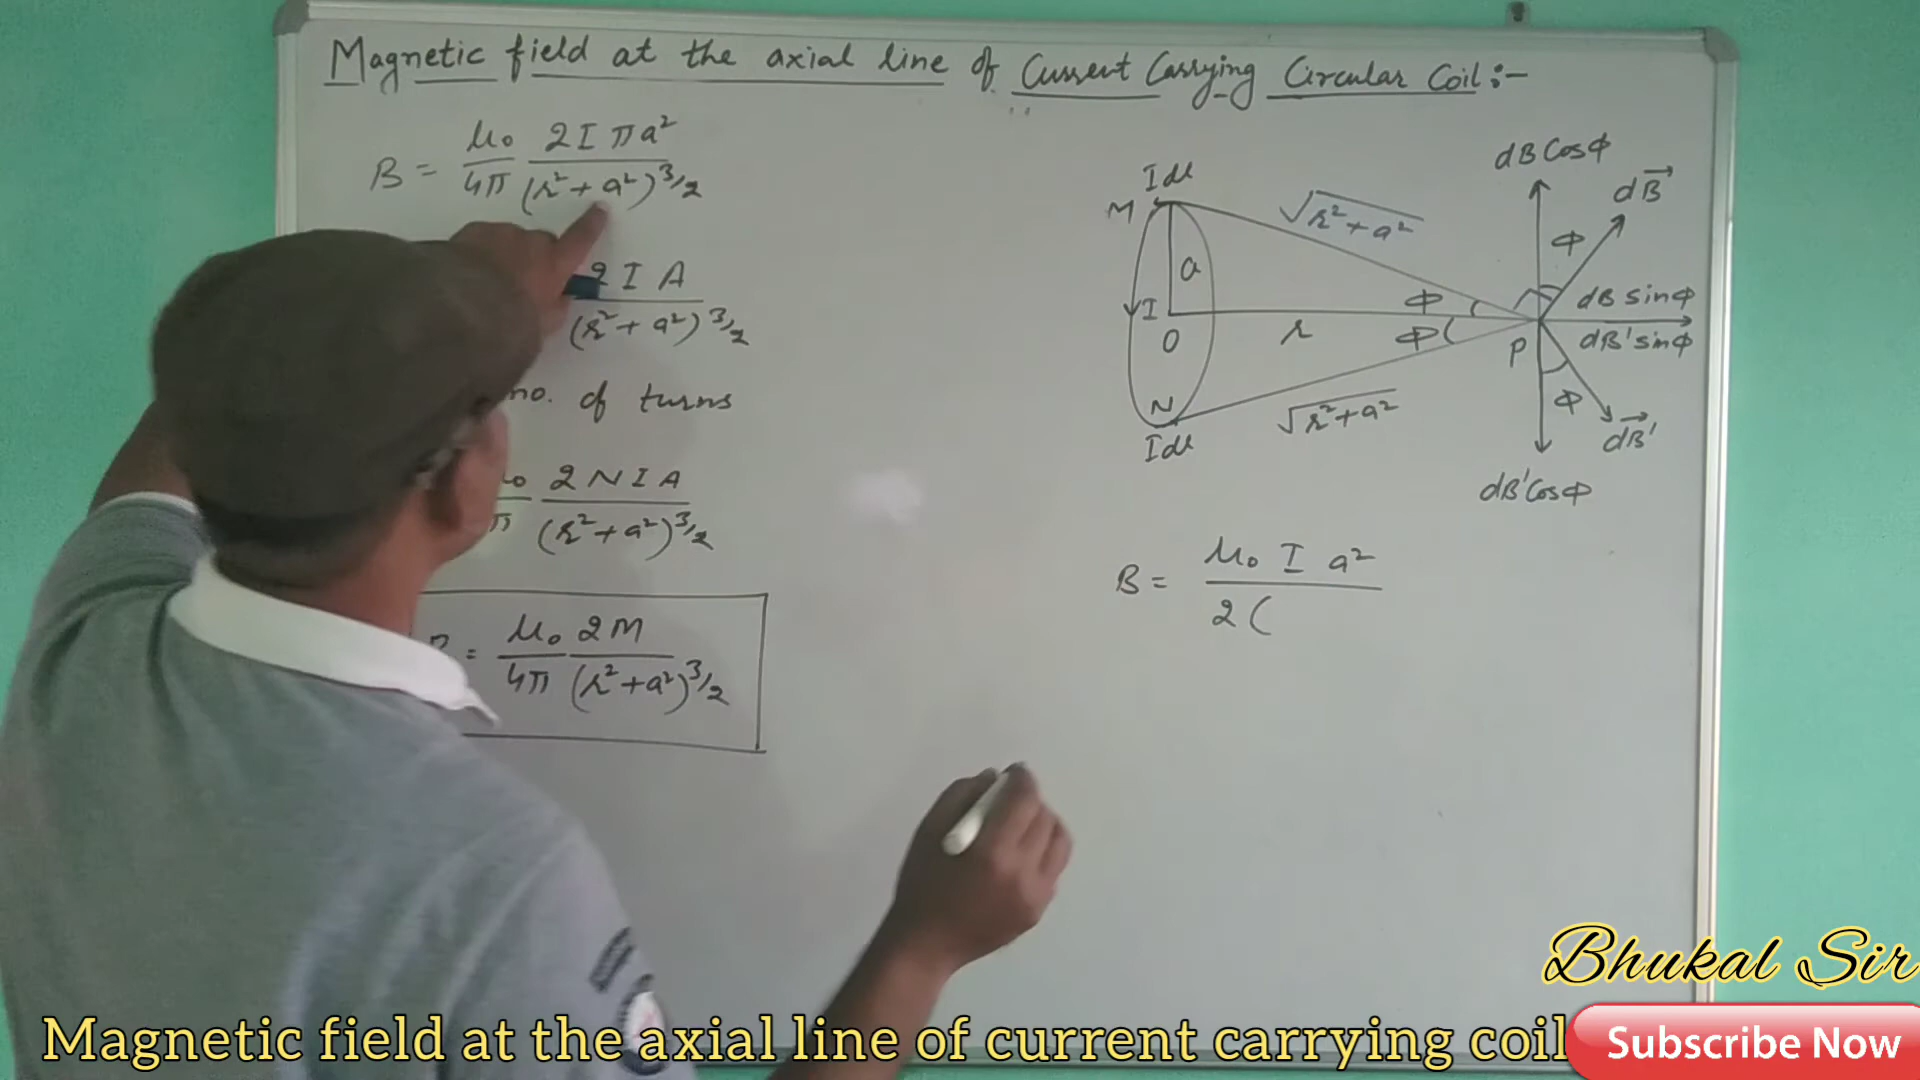 Magnetic field at the axial line of Current Carrying Circular Coil :-
B = μ₀/4π 2Iπa²/(r²+a²)^3/2
2IA/(r²+a²)^3/2
no. of turns
2NIA/(r²+a²)^3/2
= μ₀/4π 2M/(r²+a²)^3/2
Idl
M
√r²+a²
a
I
O
r
Φ
Φ
N
Idl
√r²+a²
P
dB CosΦ
dB→
Φ
dB sinΦ
dB' sinΦ
Φ
dB→'
dB' CosΦ
B = μ₀ I a²/2(
Bhukal Sir
Magnetic field at the axial line of current carrying coil
Subscribe Now